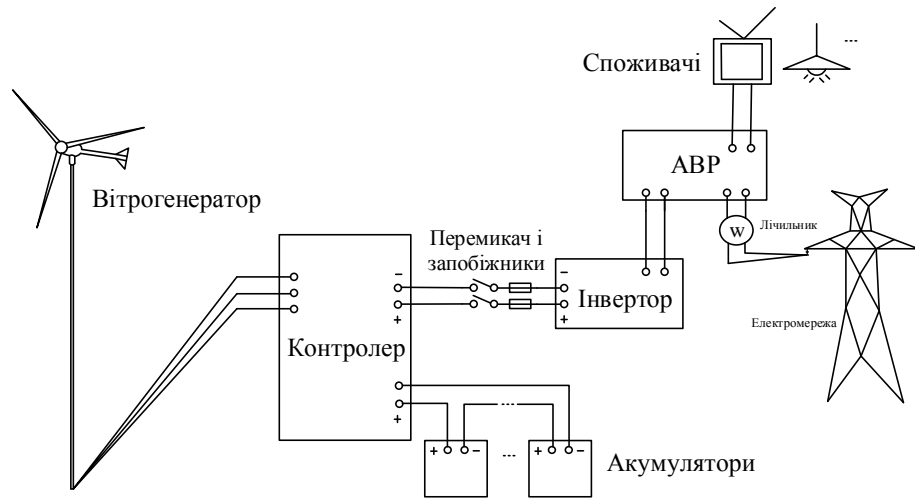 Споживачі
...
АВР
Вітрогенератор
W
Лічильник
Перемикач і
запобіжники
−
−
Інвертор
+
+
Електромережа
Контролер
+
+ −
...
+ −
...
Акумулятори